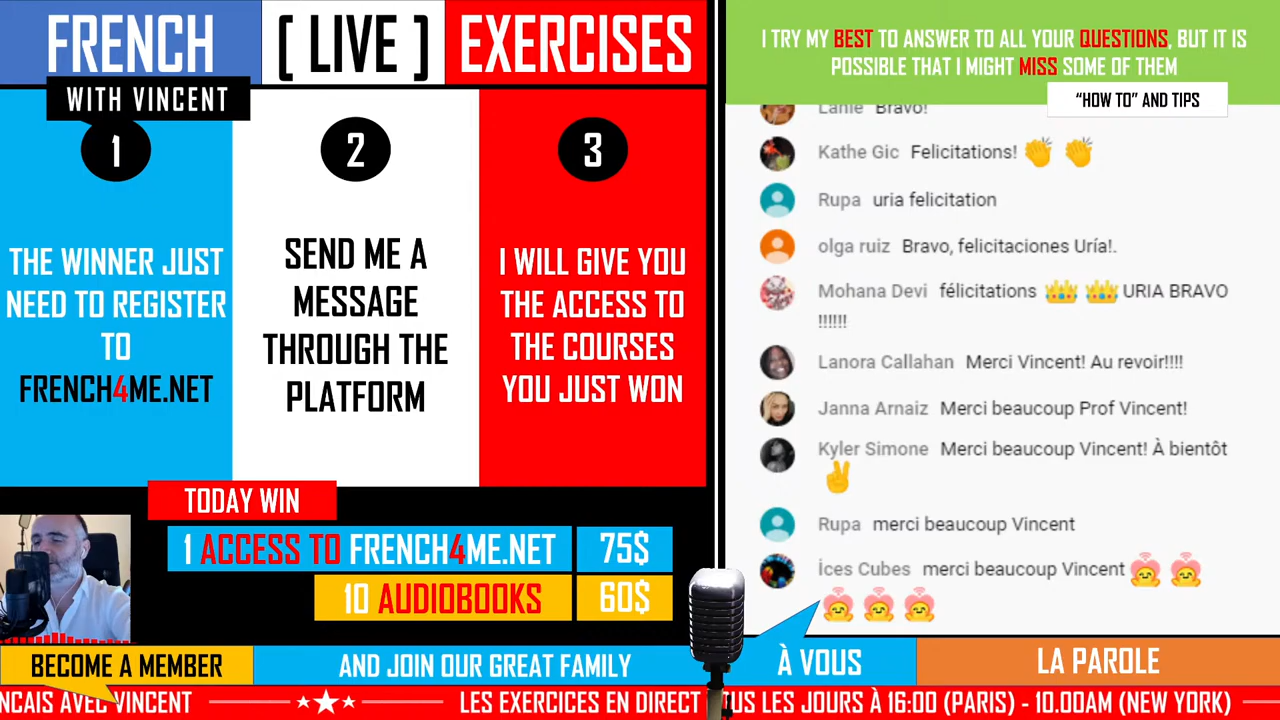 FRENCH
[ LIVE ]
EXERCISES
WITH VINCENT
1
THE WINNER JUST
NEED TO REGISTER
TO
FRENCH4ME.NET
2
SEND ME A
MESSAGE
THROUGH THE
PLATFORM
3
I WILL GIVE YOU
THE ACCESS TO
THE COURSES
YOU JUST WON
TODAY WIN
1 ACCESS TO FRENCH4ME.NET 75$
10 AUDIOBOOKS 60$
BECOME A MEMBER
AND JOIN OUR GREAT FAMILY
I TRY MY BEST TO ANSWER TO ALL YOUR QUESTIONS, BUT IT IS
POSSIBLE THAT I MIGHT MISS SOME OF THEM
“HOW TO” AND TIPS
Lanie Bravo!
Kathe Gic Felicitations! 👏 👏
Rupa uria felicitation
olga ruiz Bravo, felicitaciones Uría!.
Mohana Devi félicitations 👑 👑 URIA BRAVO
!!!!!!
Lanora Callahan Merci Vincent! Au revoir!!!!
Janna Arnaiz Merci beaucoup Prof Vincent!
Kyler Simone Merci beaucoup Vincent! À bientôt
✌
Rupa merci beaucoup Vincent
İces Cubes merci beaucoup Vincent
À VOUS
LA PAROLE
NCAIS AVEC VINCENT
LES EXERCICES EN DIRECT
US LES JOURS À 16:00 (PARIS) - 10.00AM (NEW YORK)